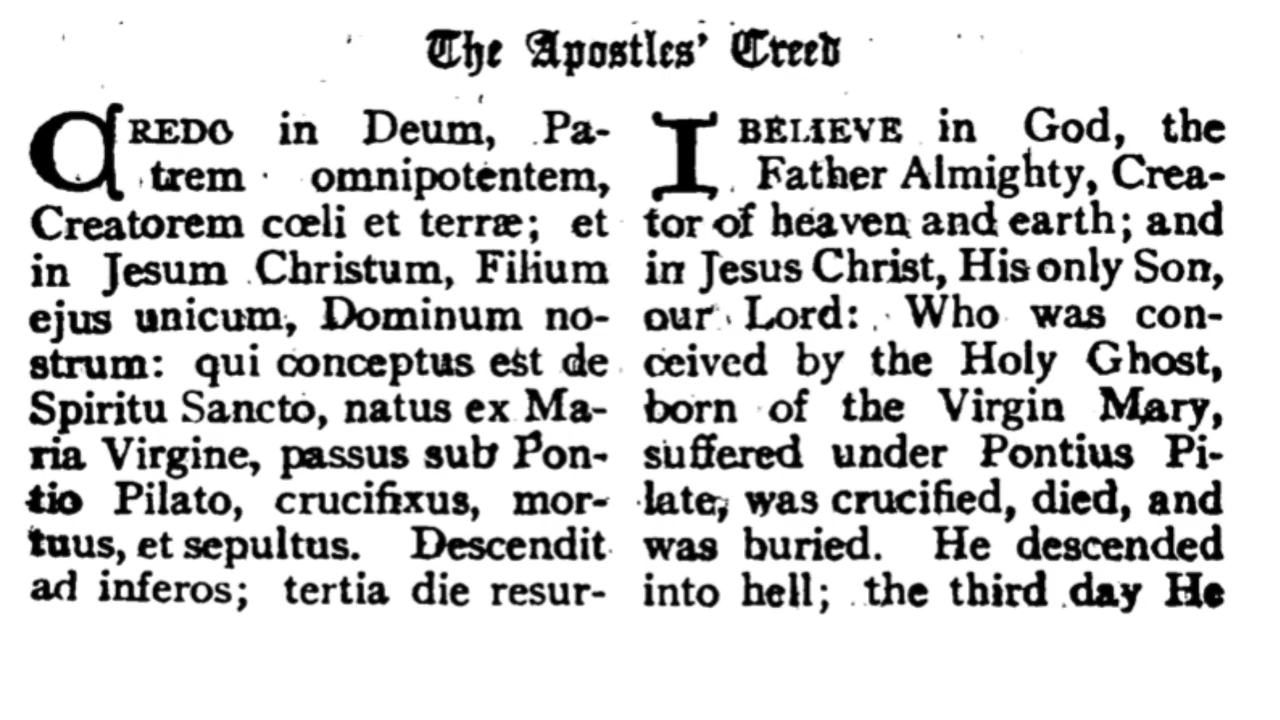 The Apostles' Creed
CREDO in Deum, Pa-
trem omnipotentem,
Creatorem cœli et terræ; et
in Jesum Christum, Filium
ejus unicum, Dominum no-
strum: qui conceptus est de
Spiritu Sancto, natus ex Ma-
ria Virgine, passus sub Pon-
tio Pilato, crucifixus, mor-
tuus, et sepultus. Descendit
ad inferos; tertia die resur-
I BELIEVE in God, the
Father Almighty, Crea-
tor of heaven and earth; and
in Jesus Christ, His only Son,
our Lord: Who was con-
ceived by the Holy Ghost,
born of the Virgin Mary,
suffered under Pontius Pi-
late, was crucified, died, and
was buried. He descended
into hell; the third day He